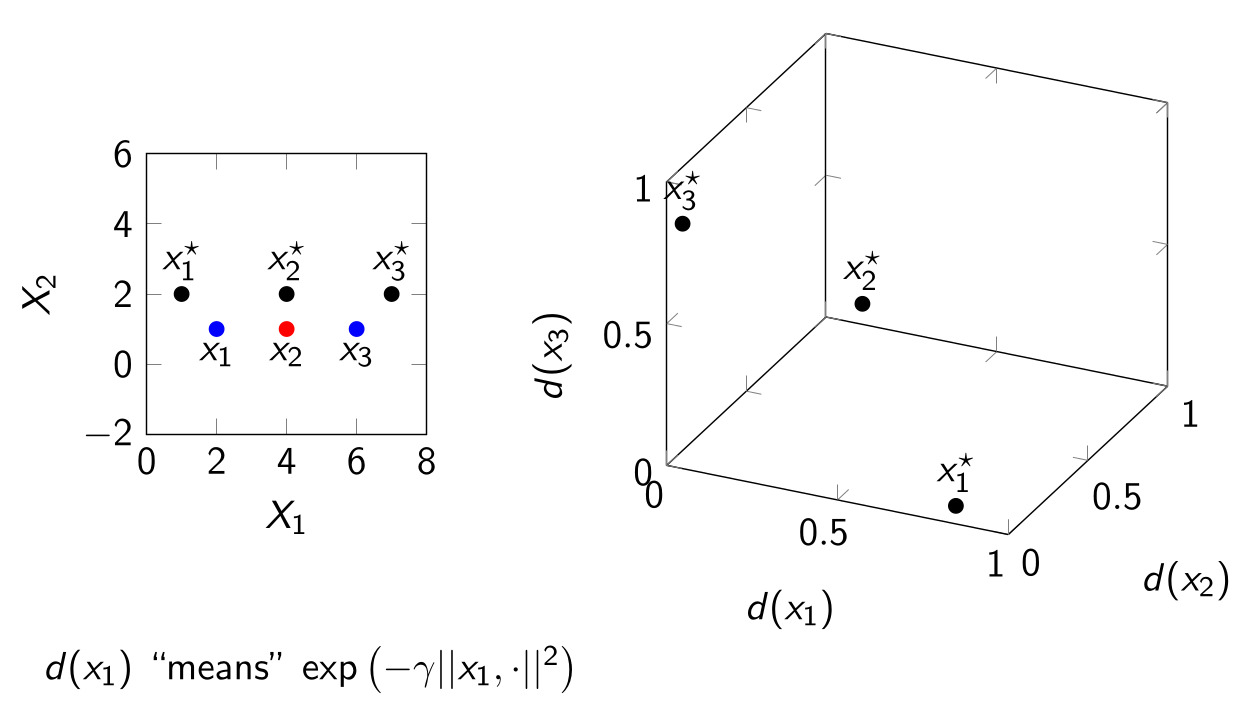 6
4
2
0
−2
0 2 4 6 8
X₂
X₁
x₁⋆ x₂⋆ x₃⋆
x₁ x₂ x₃
1
0.5
0
d(x₃)
0 0.5 1
d(x₁)
0 0.5 1
d(x₂)
x₃⋆
x₂⋆
x₁⋆
d(x₁) “means” exp (−γ||x₁, ·||²)